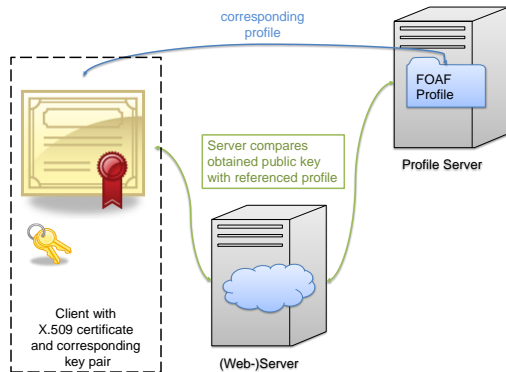 corresponding
profile
FOAF
Profile
Profile Server
Server compares
obtained public key
with referenced profile
Client with
X.509 certificate
and corresponding
key pair
(Web-)Server